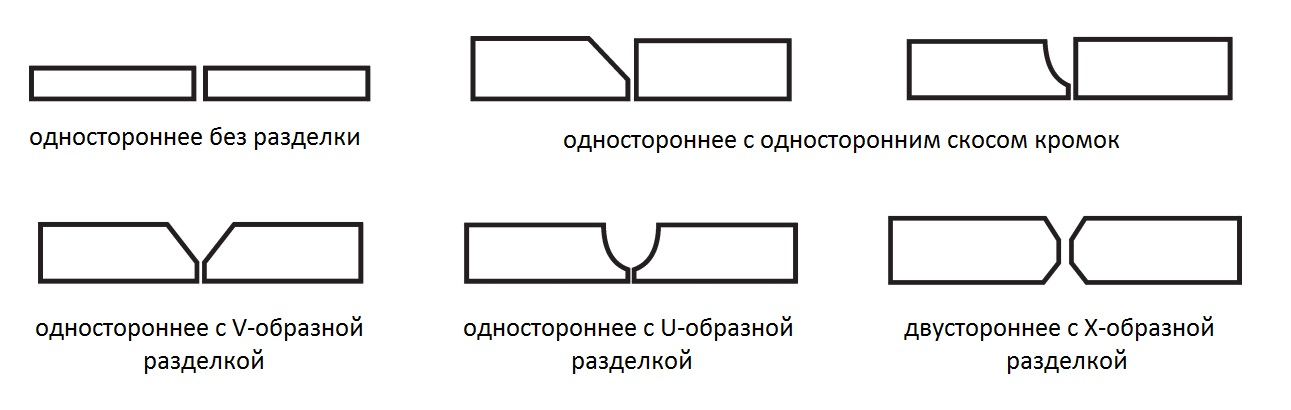 одностороннее без разделки
одностороннее с односторонним скосом кромок
одностороннее с V-образной
разделкой
одностороннее с U-образной
разделкой
двустороннее с X-образной
разделкой